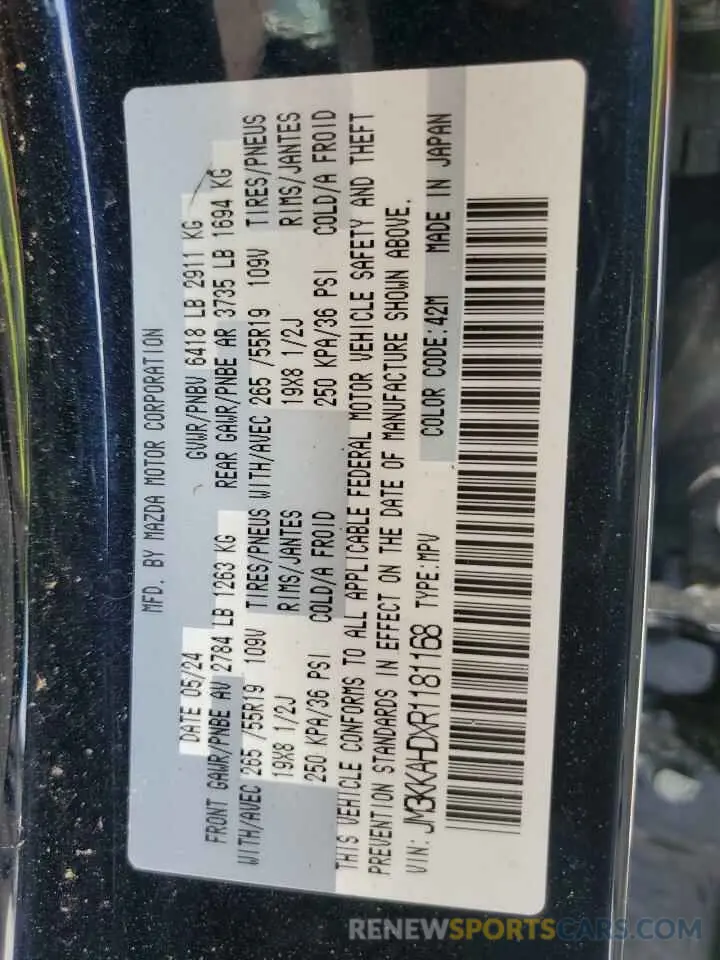 MFD. BY MAZDA MOTOR CORPORATION
DATE 05/24 GVWR/PNBV 6418 LB 2911 KG
FRONT GAWR/PNBE AV 2784 LB 1263 KG REAR GAWR/PNBE AR 3735 LB 1694 KG
WITH/AVEC 265 /55R19 109V TIRES/PNEUS WITH/AVEC 265 /55R19 109V TIRES/PNEUS
19X8 1/2J RIMS/JANTES 19X8 1/2J RIMS/JANTES
250 KPA/36 PSI COLD/A FROID 250 KPA/36 PSI COLD/A FROID
THIS VEHICLE CONFORMS TO ALL APPLICABLE FEDERAL MOTOR VEHICLE SAFETY AND THEFT
PREVENTION STANDARDS IN EFFECT ON THE DATE OF MANUFACTURE SHOWN ABOVE.
VIN: JM3KKAHDXR1181168 TYPE:MPV COLOR CODE:42M MADE IN JAPAN
RENEWSPORTSCARS.COM